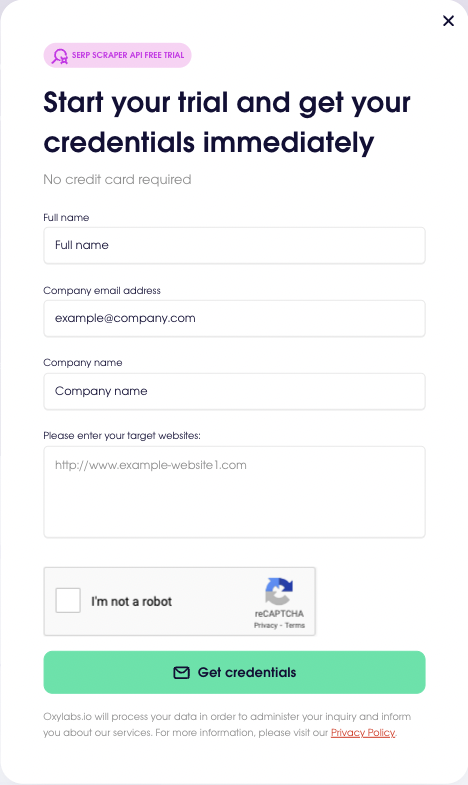 SERP SCRAPER API FREE TRIAL
Start your trial and get your
credentials immediately
No credit card required
Full name
Full name
Company email address
example@company.com
Company name
Company name
Please enter your target websites:
http://www.example-website1.com
I'm not a robot
reCAPTCHA
Privacy - Terms
Get credentials
Oxylabs.io will process your data in order to administer your inquiry and inform
you about our services. For more information, please visit our Privacy Policy.